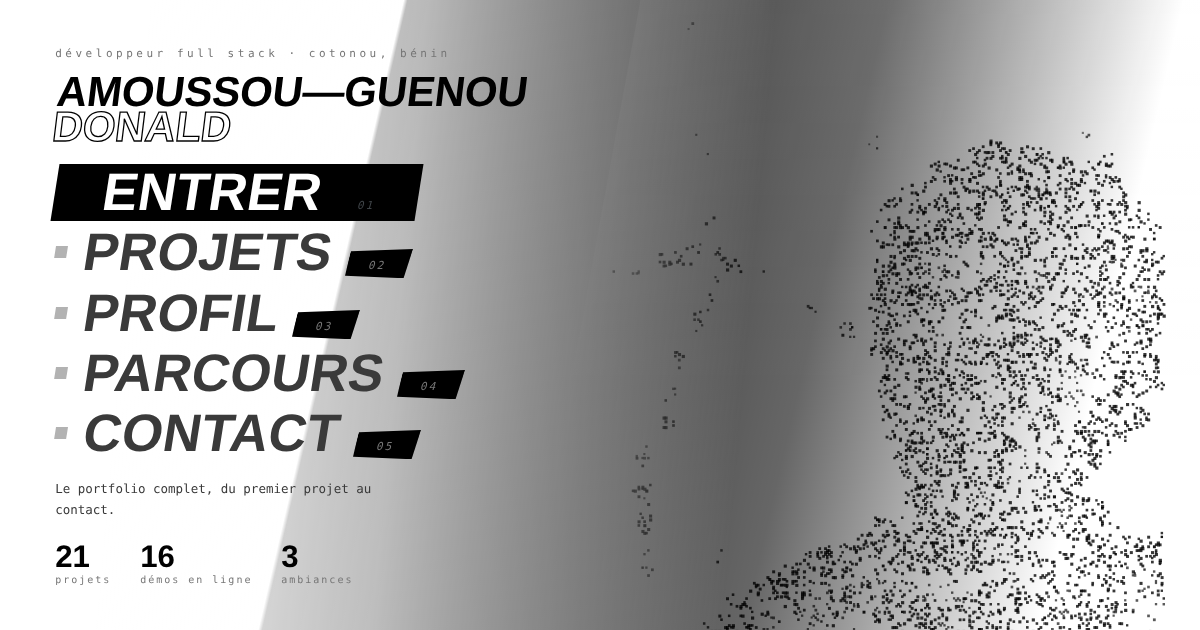 développeur full stack · cotonou, bénin
AMOUSSOU—GUENOU
DONALD
ENTRER 01
PROJETS 02
PROFIL 03
PARCOURS 04
CONTACT 05
Le portfolio complet, du premier projet au
contact.
21 16 3
projets démos en ligne ambiances